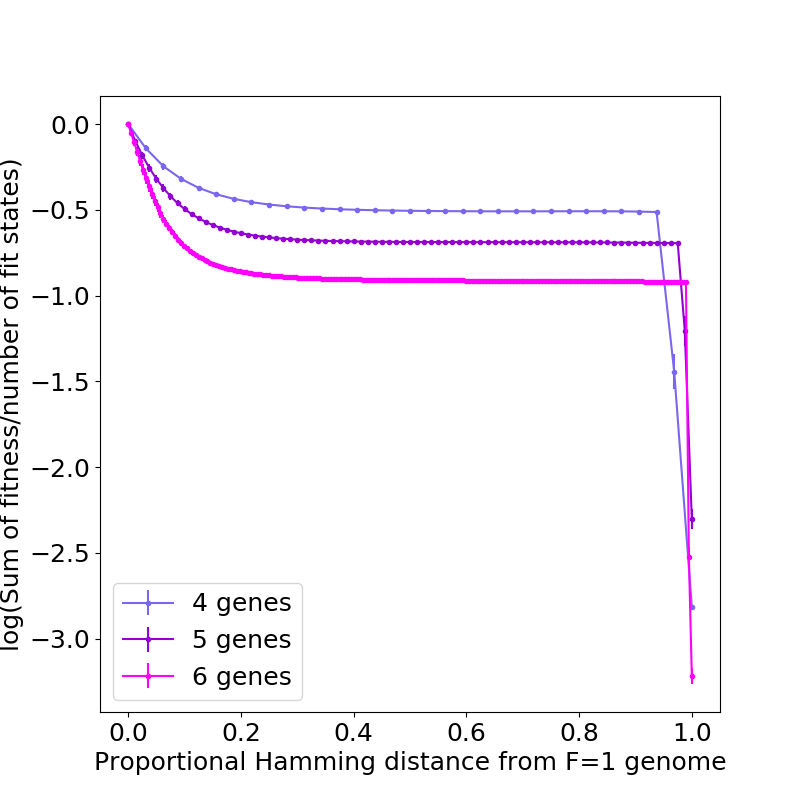 log(Sum of fitness/number of fit states)
0.0
−0.5
−1.0
−1.5
−2.0
−2.5
−3.0
4 genes
5 genes
6 genes
0.0 0.2 0.4 0.6 0.8 1.0
Proportional Hamming distance from F=1 genome